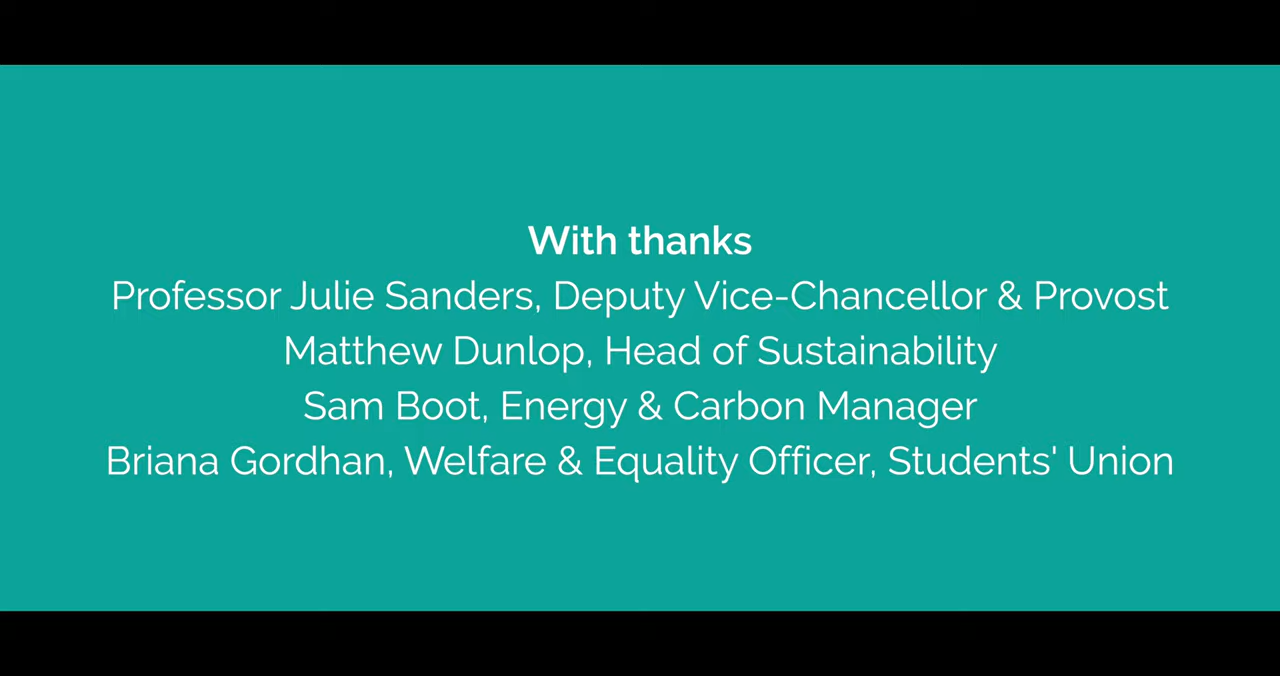 With thanks
Professor Julie Sanders, Deputy Vice-Chancellor & Provost
Matthew Dunlop, Head of Sustainability
Sam Boot, Energy & Carbon Manager
Briana Gordhan, Welfare & Equality Officer, Students' Union